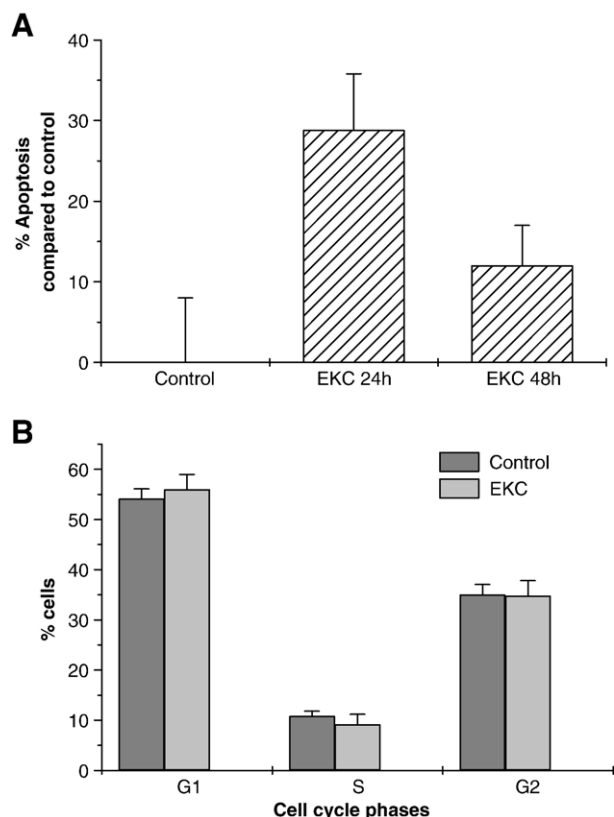 A
% Apoptosis
compared to control
40
30
20
10
0
Control
EKC 24h
EKC 48h
B
% cells
60
50
40
30
20
10
0
Control
EKC
G1
S
G2
Cell cycle phases